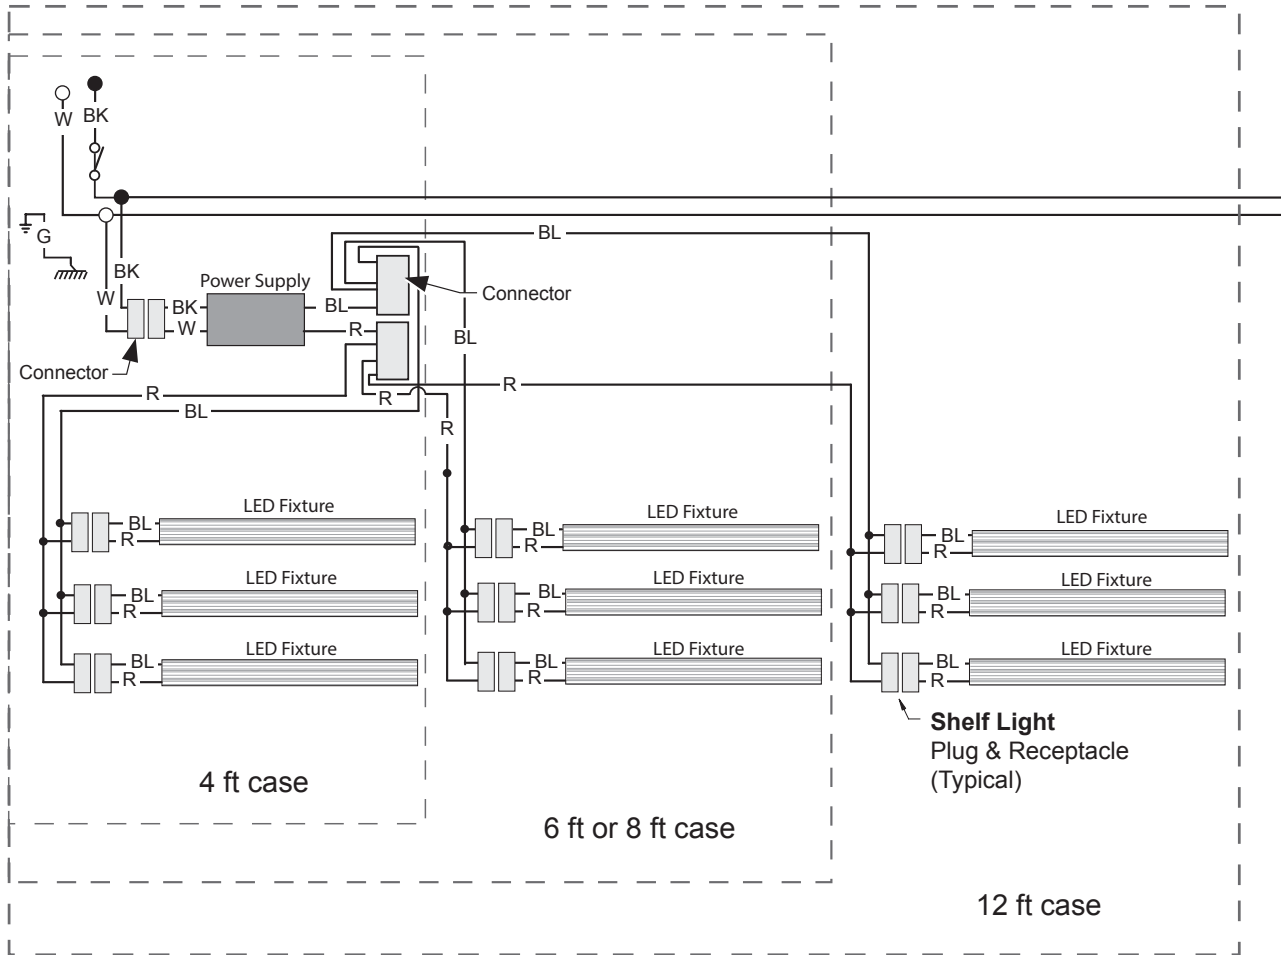 W
BK
G
BK
W
Power Supply
BK
W
BL
R
BL
Connector
BL
Connector
R
BL
R
R
R
LED Fixture
BL
R
LED Fixture
BL
R
LED Fixture
BL
R
LED Fixture
BL
R
LED Fixture
BL
R
LED Fixture
BL
R
LED Fixture
BL
R
LED Fixture
BL
R
LED Fixture
BL
R
Shelf Light
Plug & Receptacle
(Typical)
4 ft case
6 ft or 8 ft case
12 ft case